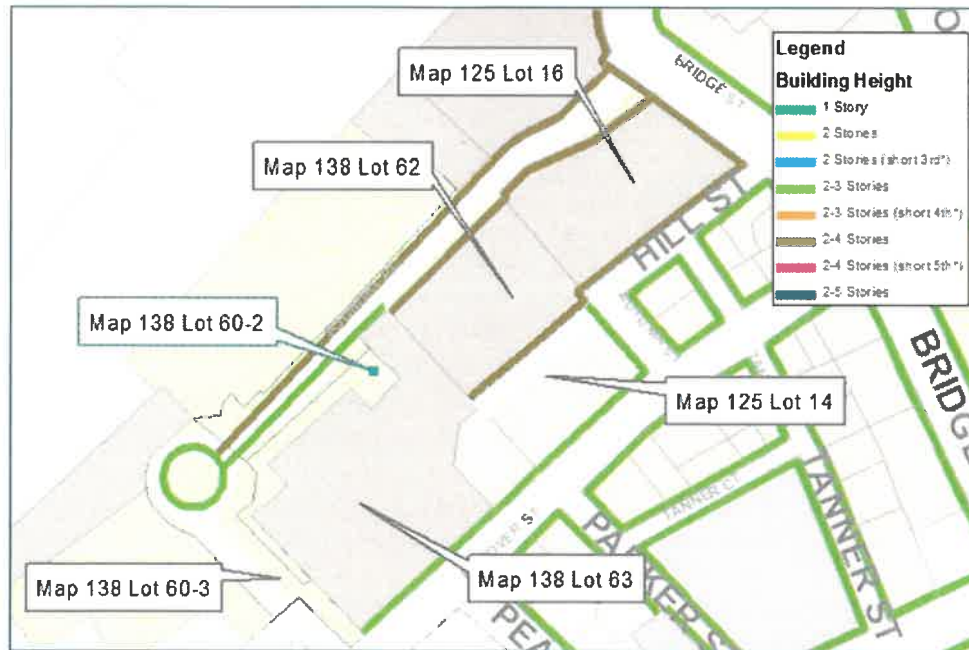 Legend
Building Height
1 Story
2 Stories
2 Stories (short 3rd*)
2-3 Stories
2-3 Stories (short 4th*)
2-4 Stories
2-4 Stories (short 5th*)
2-5 Stories
Map 125 Lot 16
BRIDGE ST
Map 138 Lot 62
HILL ST
Map 138 Lot 60-2
BRIDGE
Map 125 Lot 14
TANNER CT
TANNER ST
PARKER S
Map 138 Lot 63
Map 138 Lot 60-3
PEA